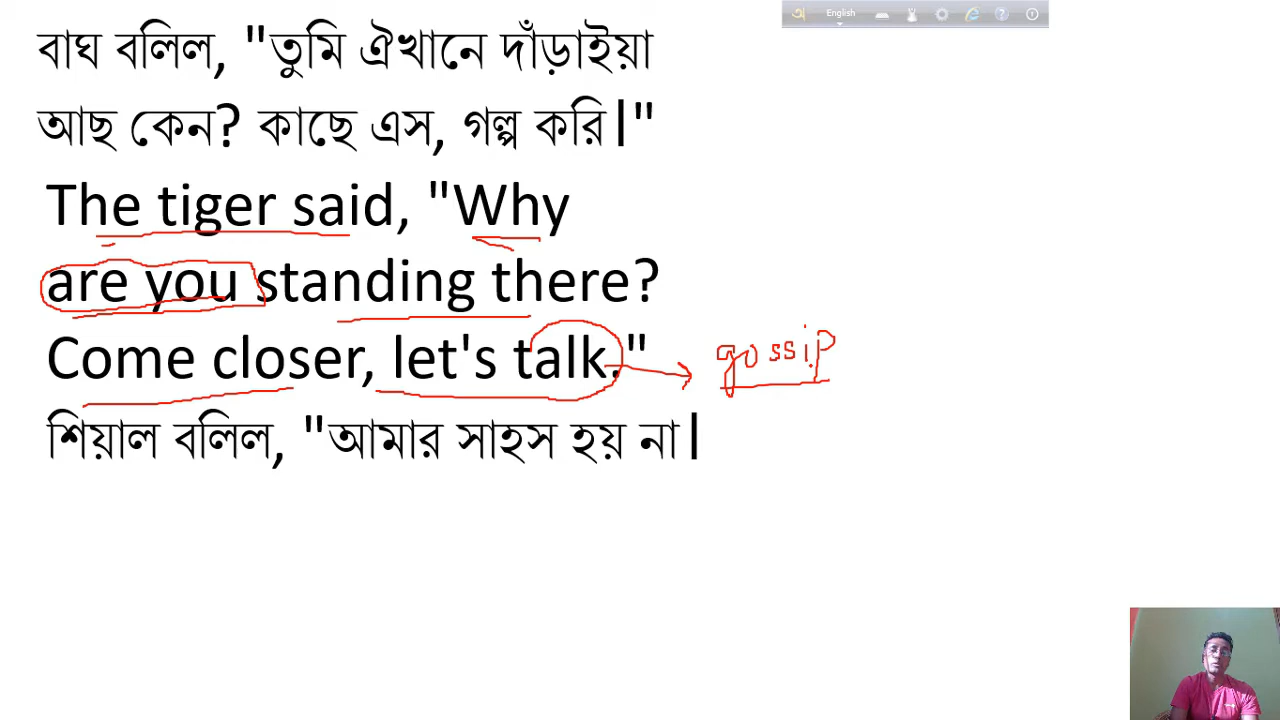 English
বাঘ বলিল, "তুমি ঐখানে দাঁড়াইয়া
আছ কেন? কাছে এস, গল্প করি।"
The tiger said, "Why
are you standing there?
Come closer, let's talk."
gossip
শিয়াল বলিল, "আমার সাহস হয় না।